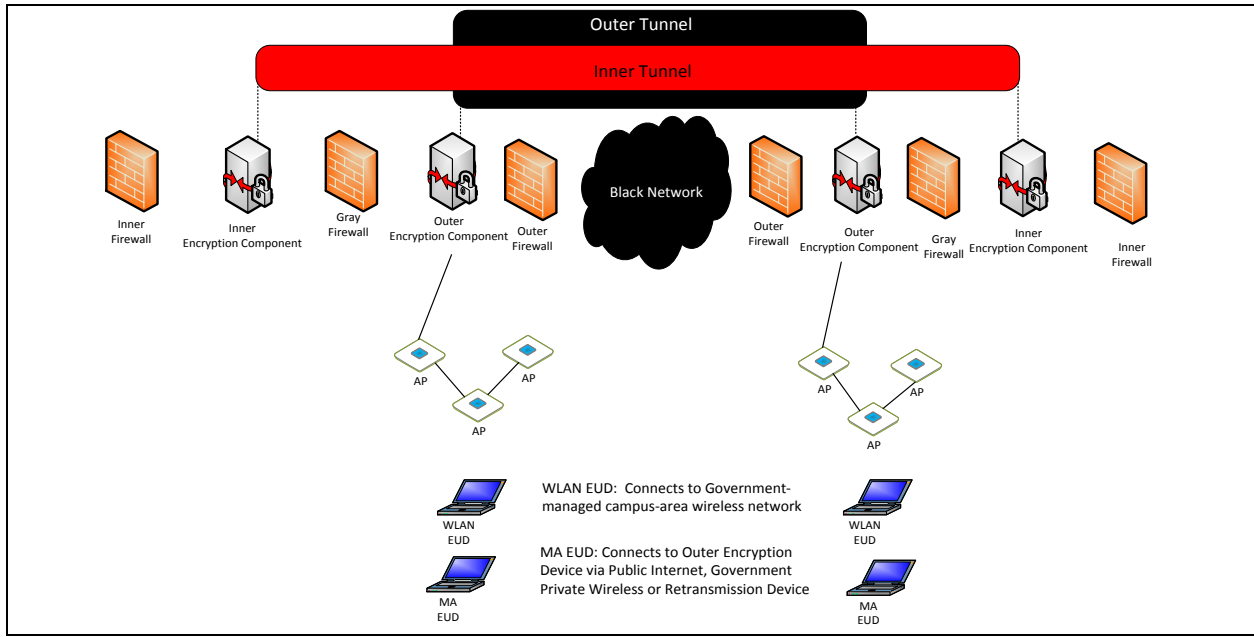 Outer Tunnel
Inner Tunnel
Inner
Firewall
Inner
Encryption Component
Gray
Firewall
Outer
Encryption Component
Outer
Firewall
Black Network
Outer
Firewall
Outer
Encryption Component
Gray
Firewall
Inner
Encryption Component
Inner
Firewall
AP
AP
AP
AP
AP
AP
WLAN
EUD
WLAN EUD:  Connects to Government-
managed campus-area wireless network
WLAN
EUD
MA
EUD
MA EUD: Connects to Outer Encryption
Device via Public Internet, Government
Private Wireless or Retransmission Device
MA
EUD